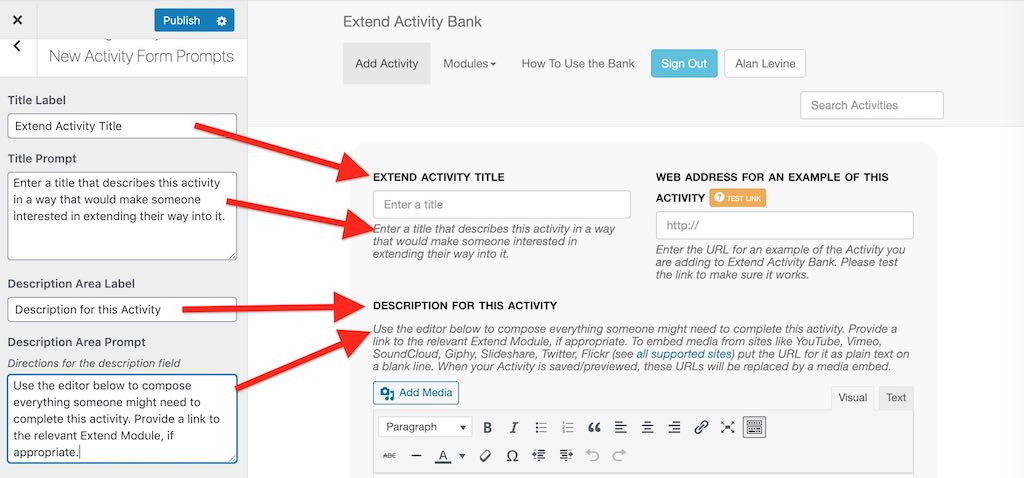 Publish
New Activity Form Prompts
Title Label
Extend Activity Title
Title Prompt
Enter a title that describes this activity
in a way that would make someone
interested in extending their way into it.
Description Area Label
Description for this Activity
Description Area Prompt
Directions for the description field
Use the editor below to compose
everything someone might need to
complete this activity. Provide a link to
the relevant Extend Module, if
appropriate.
Extend Activity Bank
Add Activity Modules How To Use the Bank Sign Out Alan Levine
Search Activities
EXTEND ACTIVITY TITLE
Enter a title
Enter a title that describes this activity in a way
that would make someone interested in
extending their way into it.
WEB ADDRESS FOR AN EXAMPLE OF THIS
ACTIVITY TEST LINK
http://
Enter the URL for an example of the Activity you
are adding to Extend Activity Bank. Please test
the link to make sure it works.
DESCRIPTION FOR THIS ACTIVITY
Use the editor below to compose everything someone might need to complete this activity. Provide a
link to the relevant Extend Module, if appropriate. To embed media from sites like YouTube, Vimeo,
SoundCloud, Giphy, Slideshare, Twitter, Flickr (see all supported sites) put the URL for it as plain text on
a blank line. When your Activity is saved/previewed, these URLs will be replaced by a media embed.
Add Media
Visual Text
Paragraph B I
ABC A Ω